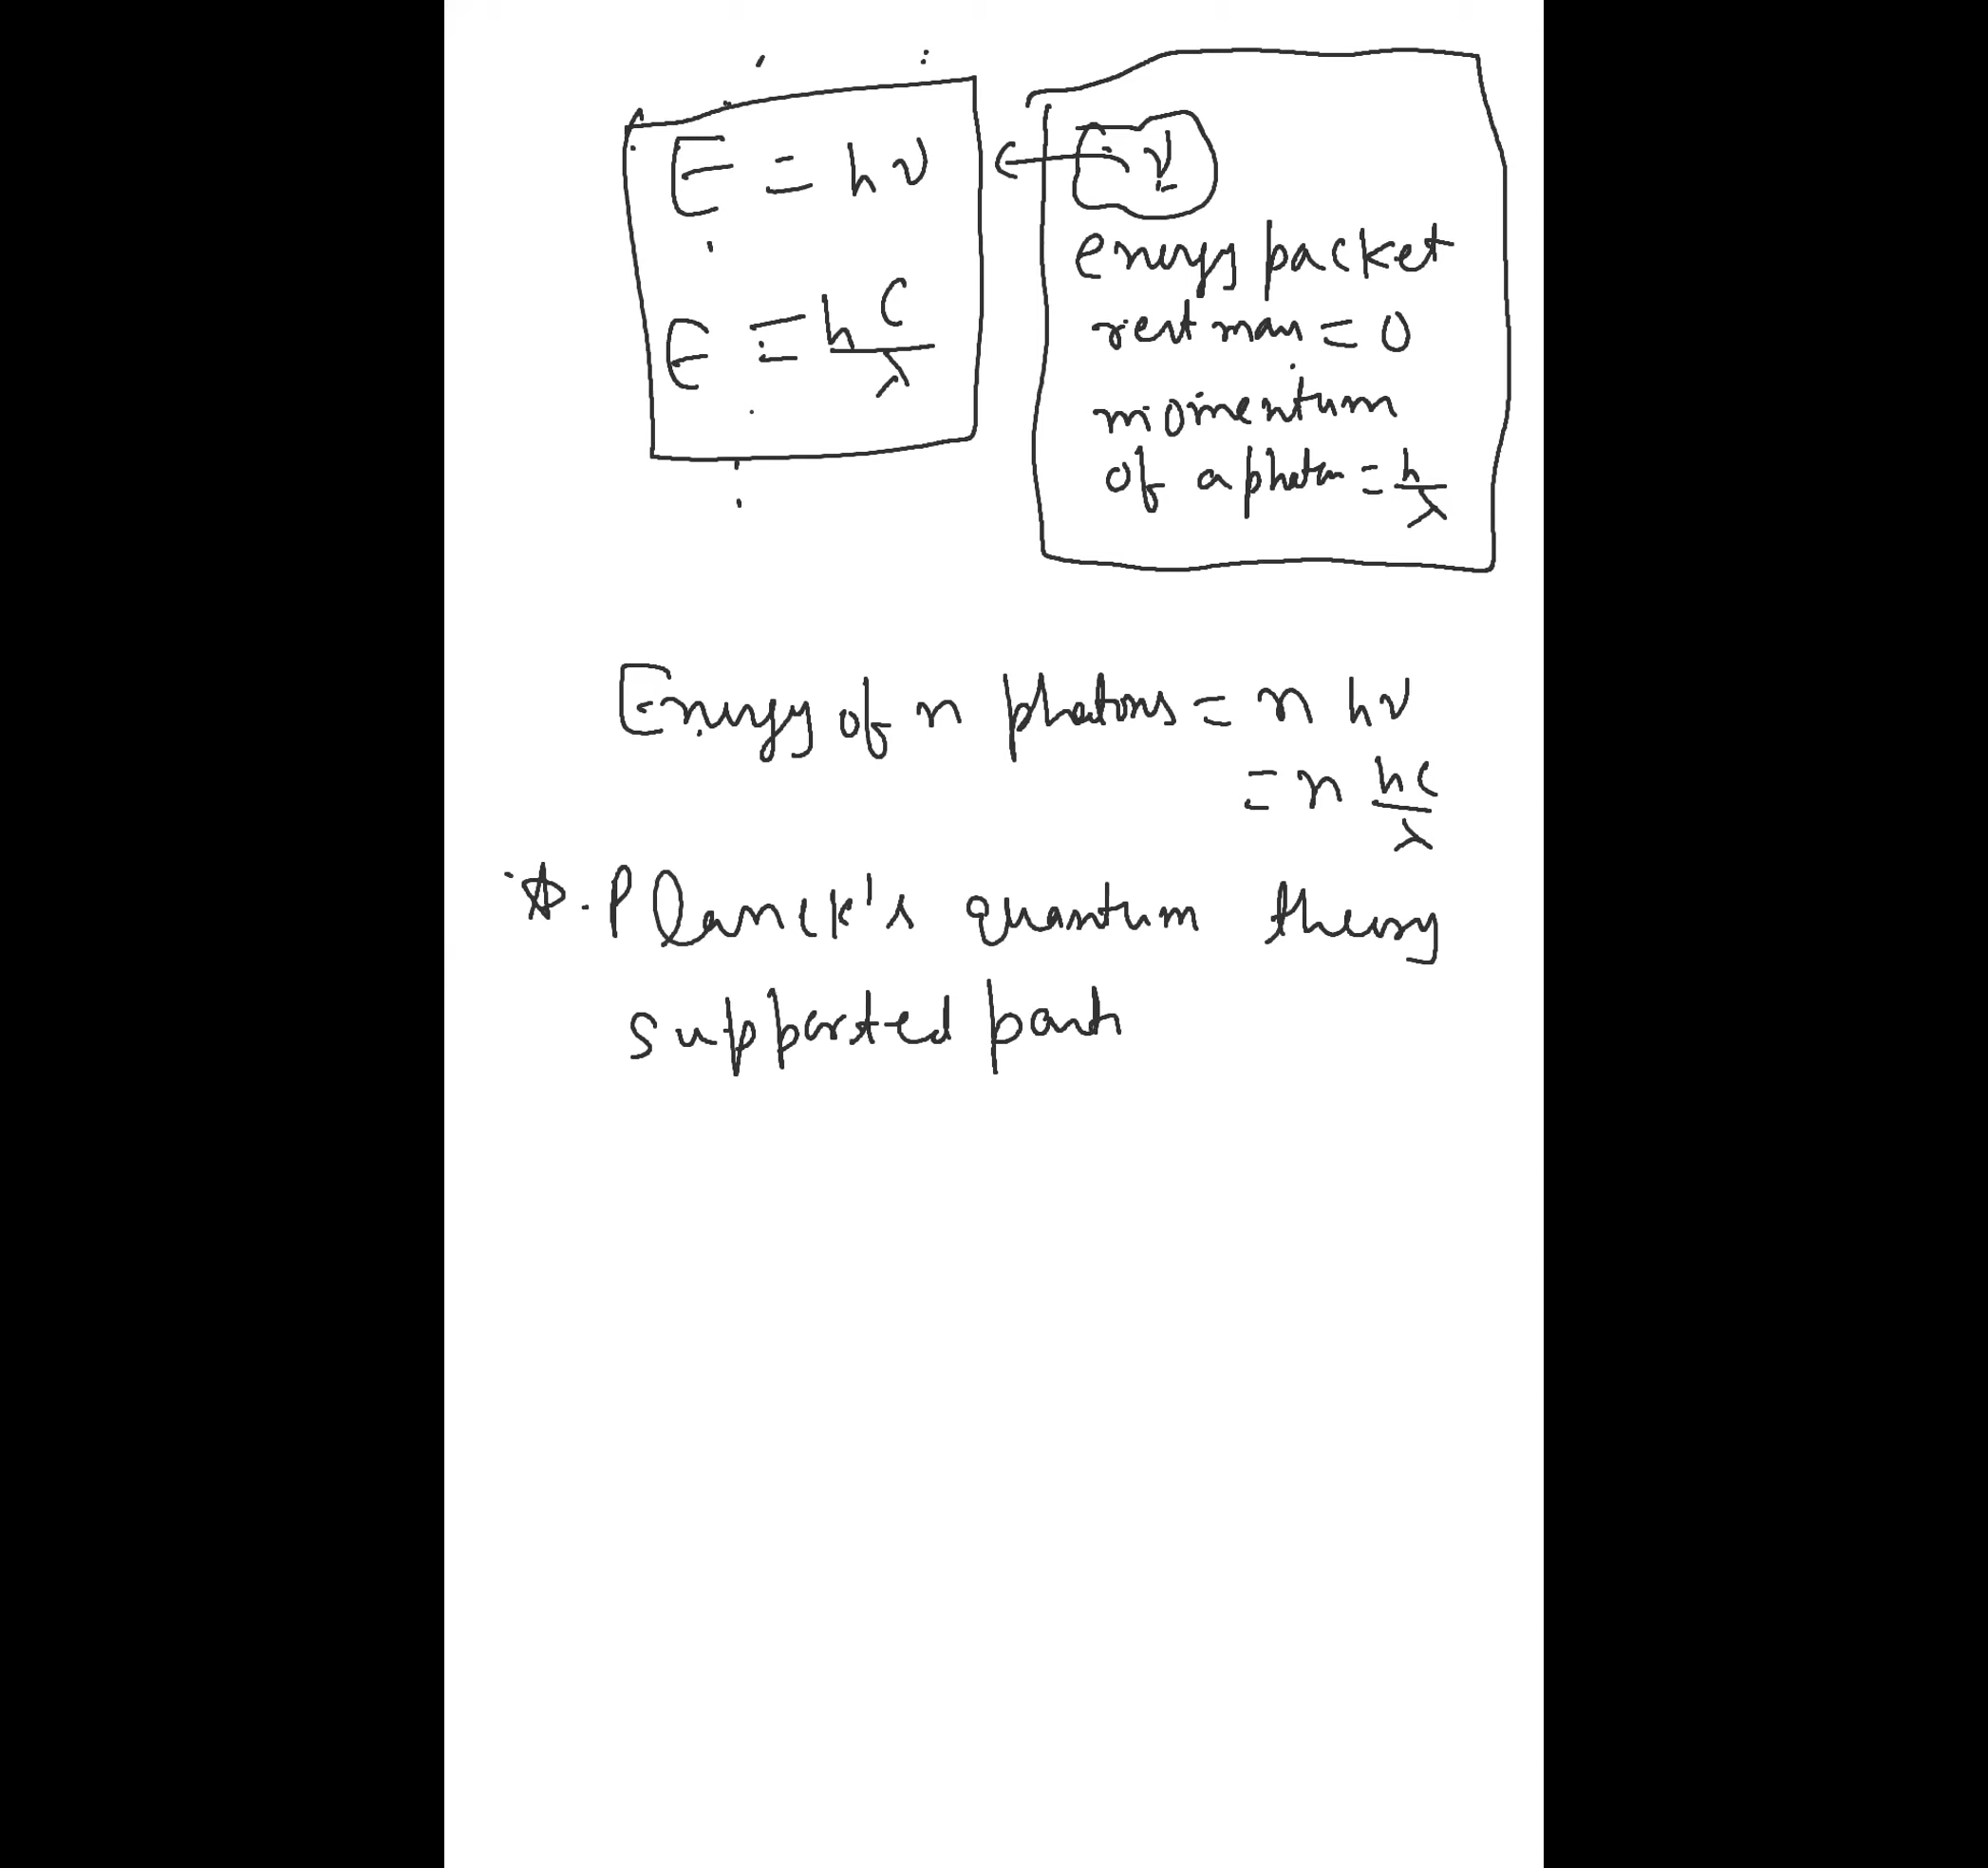 E = hν
E = hc/λ
ν
energy packet
rest mass = 0
momentum
of a photon = h/λ
Energy of n photons = n hν
= n hc/λ
Planck's quantum theory
supported